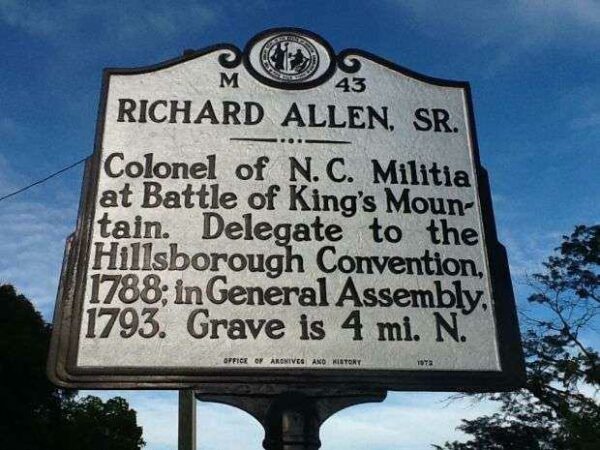 M 43
RICHARD ALLEN, SR.
Colonel of N.C. Militia
at Battle of King's Moun-
tain. Delegate to the
Hillsborough Convention,
1788; in General Assembly,
1793. Grave is 4 mi. N.
OFFICE OF ARCHIVES AND HISTORY 1972